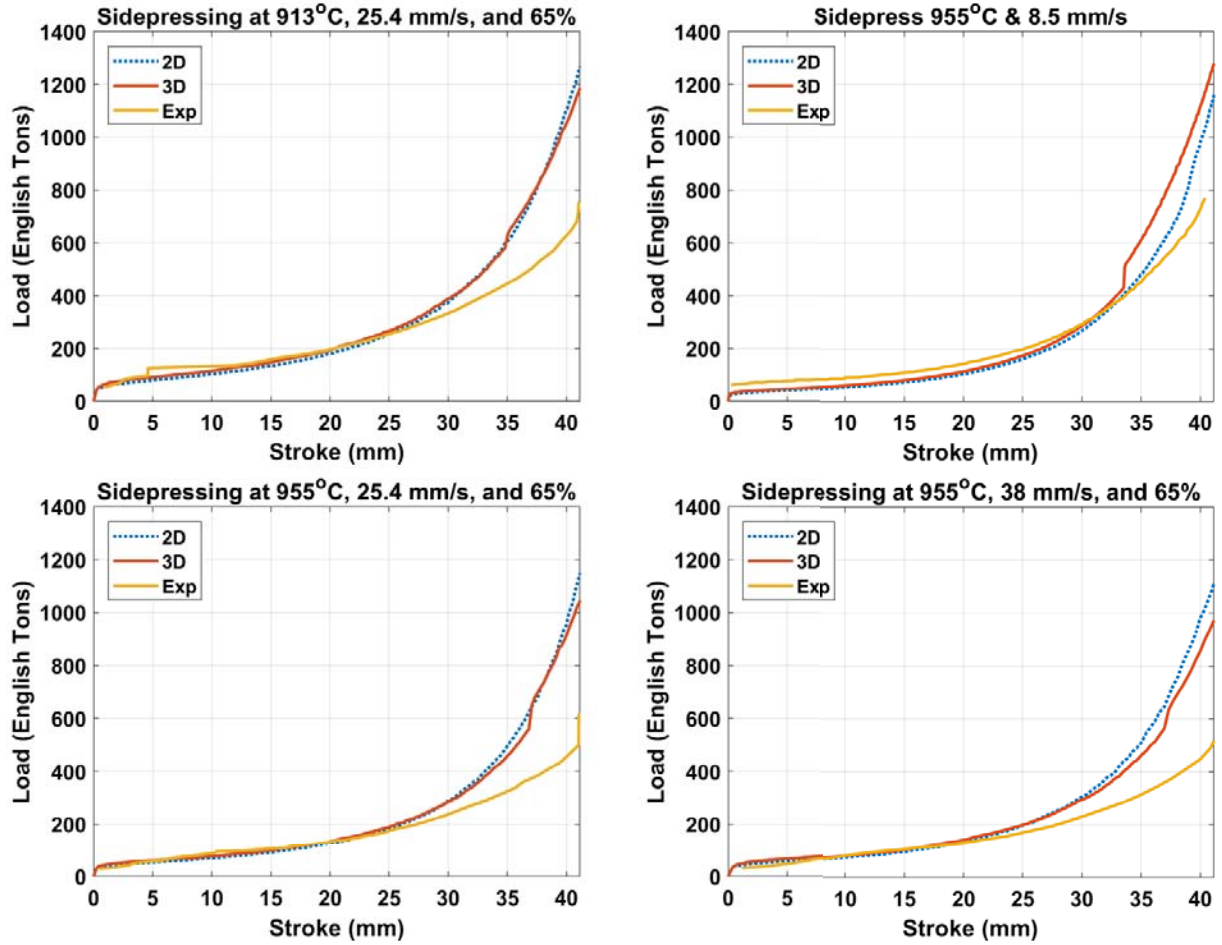 Sidepressing at 913°C, 25.4 mm/s, and 65%
1400
1200
1000
800
600
400
200
0
Load (English Tons)
2D
3D
Exp
0 5 10 15 20 25 30 35 40
Stroke (mm)
Sidepress 955°C & 8.5 mm/s
1400
1200
1000
800
600
400
200
0
Load (English Tons)
2D
3D
Exp
0 5 10 15 20 25 30 35 40
Stroke (mm)
Sidepressing at 955°C, 25.4 mm/s, and 65%
1400
1200
1000
800
600
400
200
0
Load (English Tons)
2D
3D
Exp
0 5 10 15 20 25 30 35 40
Stroke (mm)
Sidepressing at 955°C, 38 mm/s, and 65%
1400
1200
1000
800
600
400
200
0
Load (English Tons)
2D
3D
Exp
0 5 10 15 20 25 30 35 40
Stroke (mm)